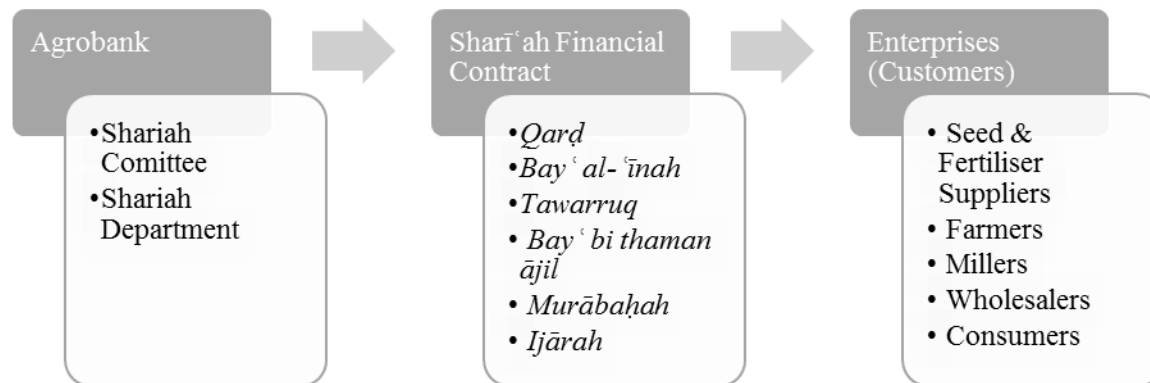 Agrobank
•Shariah
Comittee
•Shariah
Department
Sharīʿah Financial
Contract
•Qarḍ
•Bayʿ al- ʿīnah
•Tawarruq
• Bayʿ bi thaman
ājil
• Murābaḥah
• Ijārah
Enterprises
(Customers)
• Seed &
Fertiliser
Suppliers
• Farmers
• Millers
• Wholesalers
• Consumers